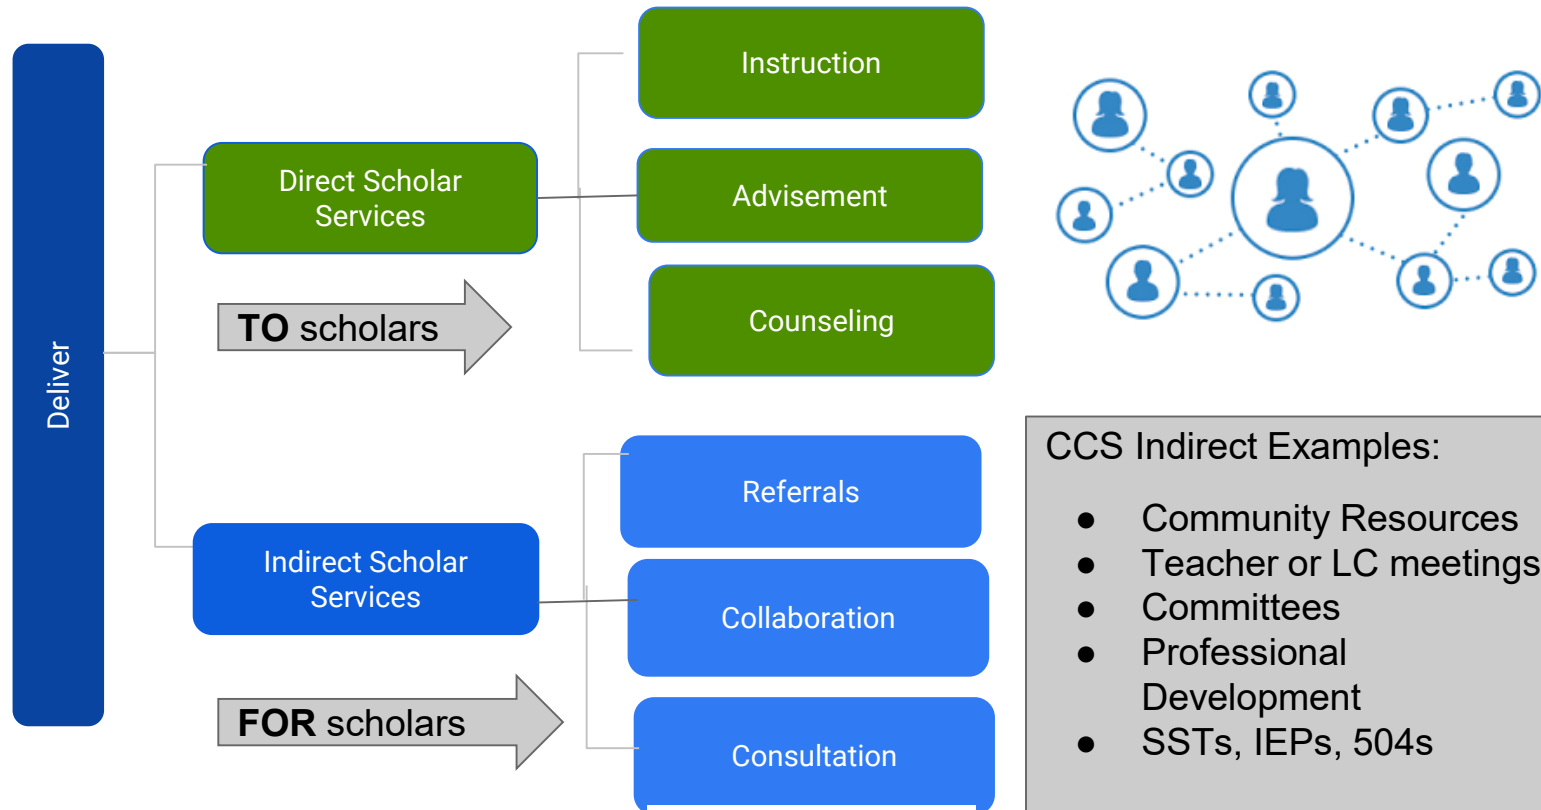 Deliver
Direct Scholar
Services
TO scholars
Instruction
Advisement
Counseling
Indirect Scholar
Services
FOR scholars
Referrals
Collaboration
Consultation
CCS Indirect Examples:
● Community Resources
● Teacher or LC meetings
● Committees
● Professional
Development
● SSTs, IEPs, 504s